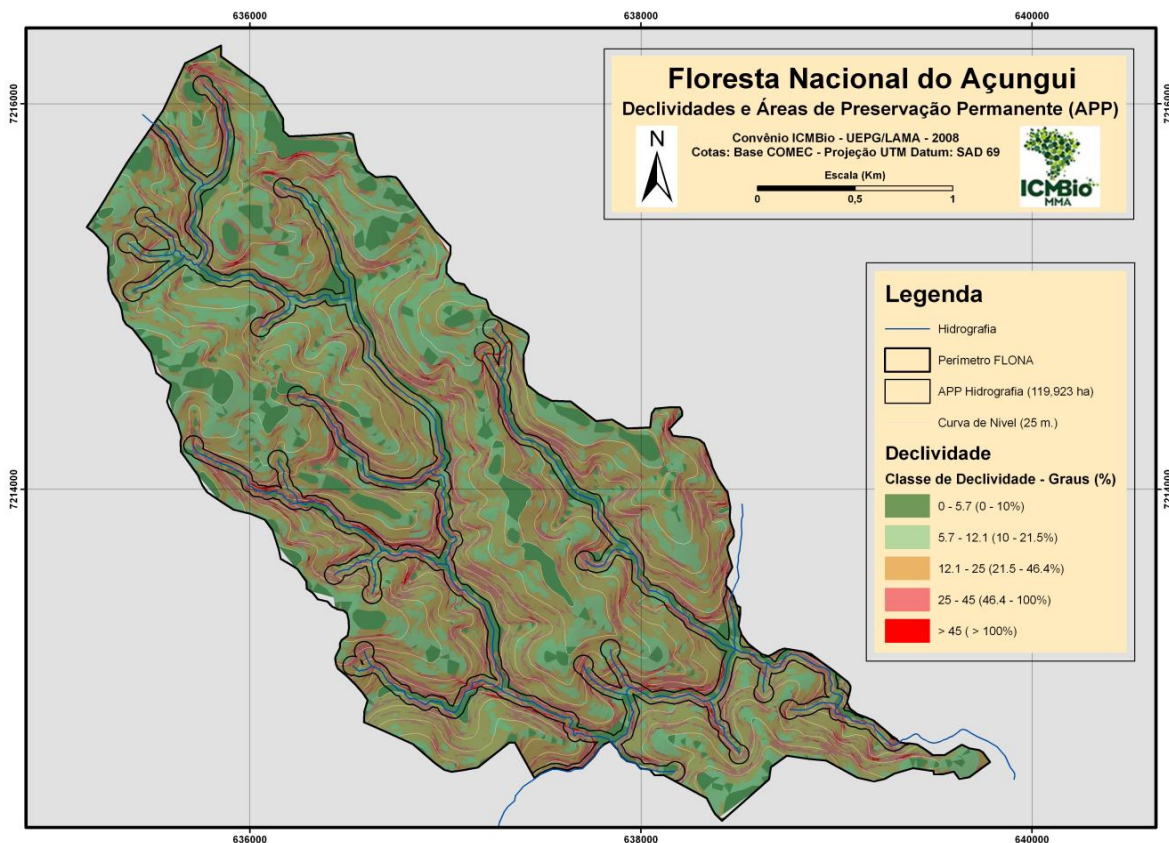 636000
638000
640000
7216000
7216000
Floresta Nacional do Açungui
Declividades e Áreas de Preservação Permanente (APP)
N
Convênio ICMBio - UEPG/LAMA - 2008
Cotas: Base COMEC - Projeção UTM Datum: SAD 69
Escala (Km)
0 0,5 1
ICMBio
MMA
Legenda
Hidrografia
Perímetro FLONA
APP Hidrografia (119,923 ha)
Curva de Nivel (25 m.)
Declividade
Classe de Declividade - Graus (%)
0 - 5.7 (0 - 10%)
5.7 - 12.1 (10 - 21.5%)
12.1 - 25 (21.5 - 46.4%)
25 - 45 (46.4 - 100%)
> 45 ( > 100%)
7214000
7214000
636000
638000
640000